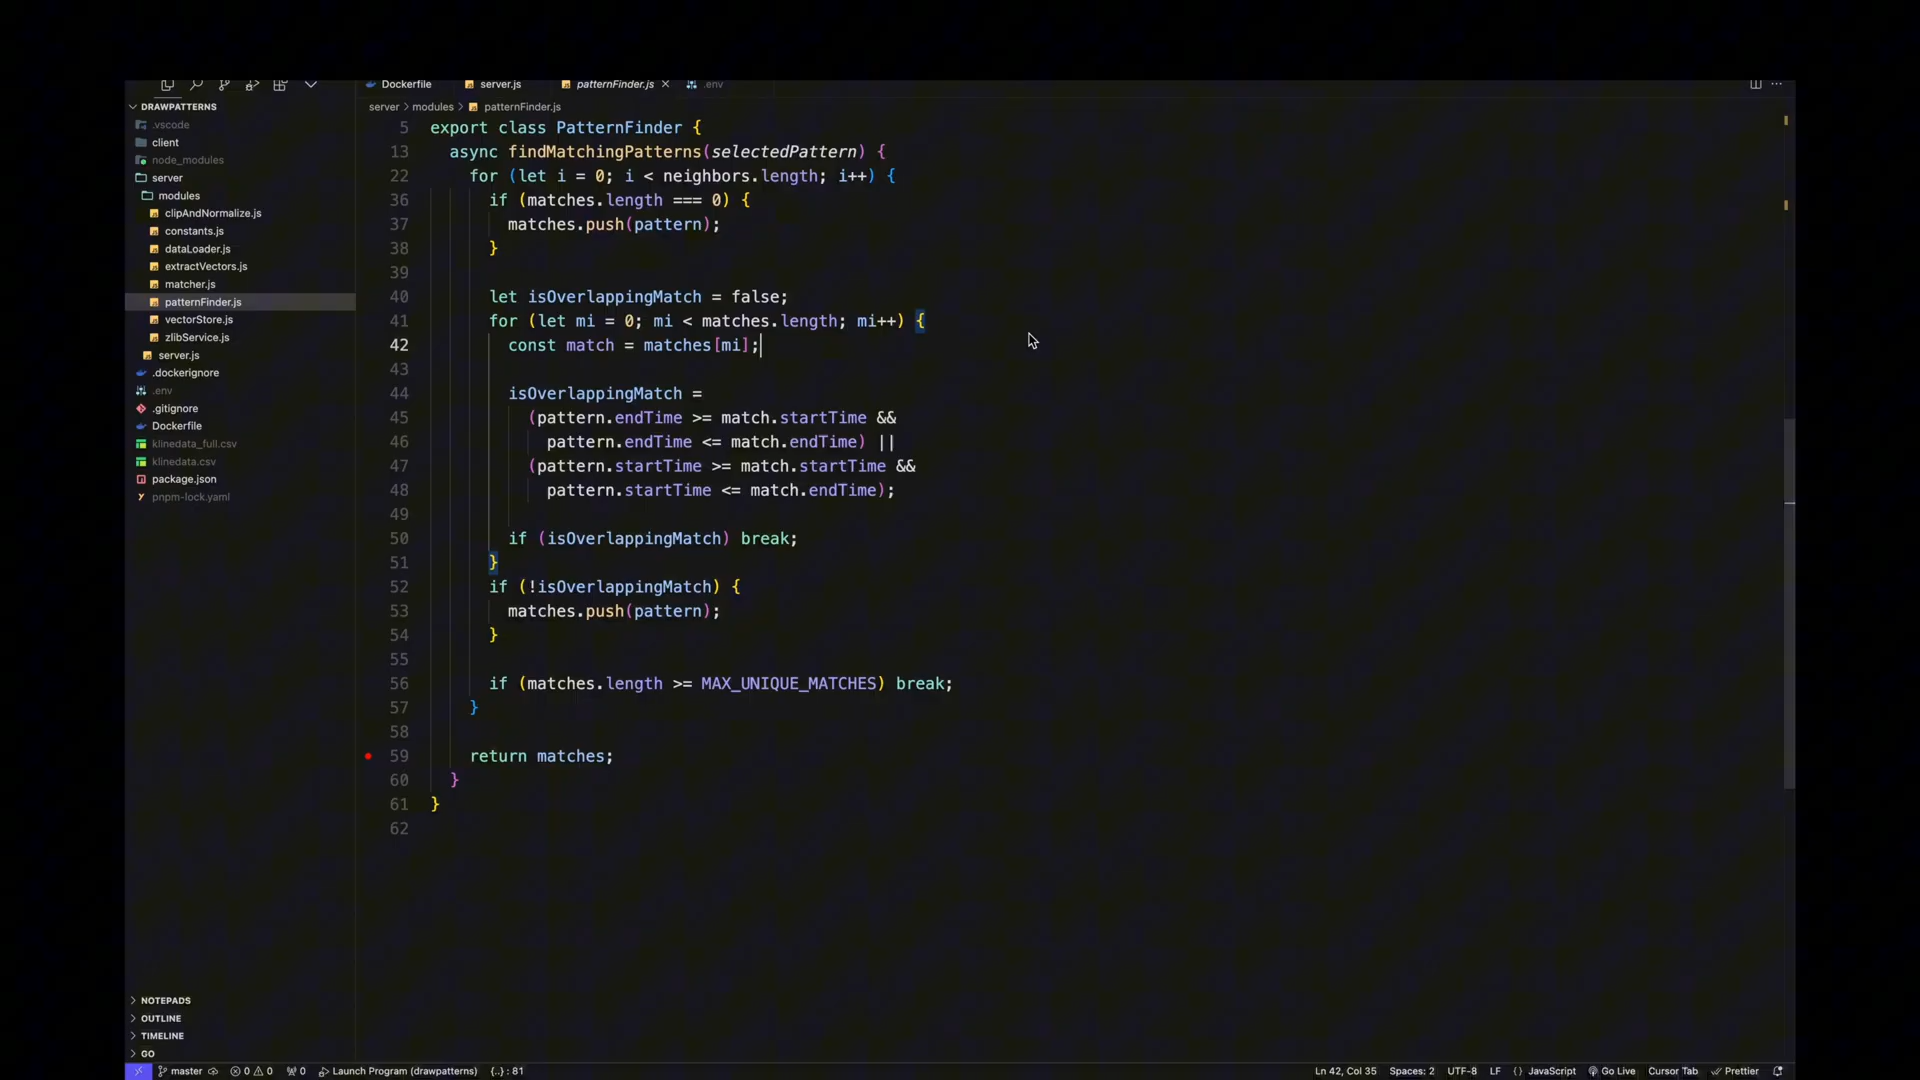 Dockerfile server.js patternFinder.js .env
DRAWPATTERNS
.vscode
client
node_modules
server
modules
clipAndNormalize.js
constants.js
dataLoader.js
extractVectors.js
matcher.js
patternFinder.js
vectorStore.js
zlibService.js
server.js
.dockerignore
.env
.gitignore
Dockerfile
klinedata_full.csv
klinedata.csv
package.json
pnpm-lock.yaml
NOTEPADS
OUTLINE
TIMELINE
GO
server > modules > patternFinder.js
5 export class PatternFinder {
13 async findMatchingPatterns(selectedPattern) {
22 for (let i = 0; i < neighbors.length; i++) {
36 if (matches.length === 0) {
37 matches.push(pattern);
38 }
39
40 let isOverlappingMatch = false;
41 for (let mi = 0; mi < matches.length; mi++) {
42 const match = matches[mi];
43
44 isOverlappingMatch =
45 (pattern.endTime >= match.startTime &&
46 pattern.endTime <= match.endTime) ||
47 (pattern.startTime >= match.startTime &&
48 pattern.startTime <= match.endTime);
49
50 if (isOverlappingMatch) break;
51 }
52 if (!isOverlappingMatch) {
53 matches.push(pattern);
54 }
55
56 if (matches.length >= MAX_UNIQUE_MATCHES) break;
57 }
58
59 return matches;
60 }
61 }
62
master 0 0 0 Launch Program (drawpatterns) {..} : 81 Ln 42, Col 35 Spaces: 2 UTF-8 LF {} JavaScript Go Live Cursor Tab Prettier